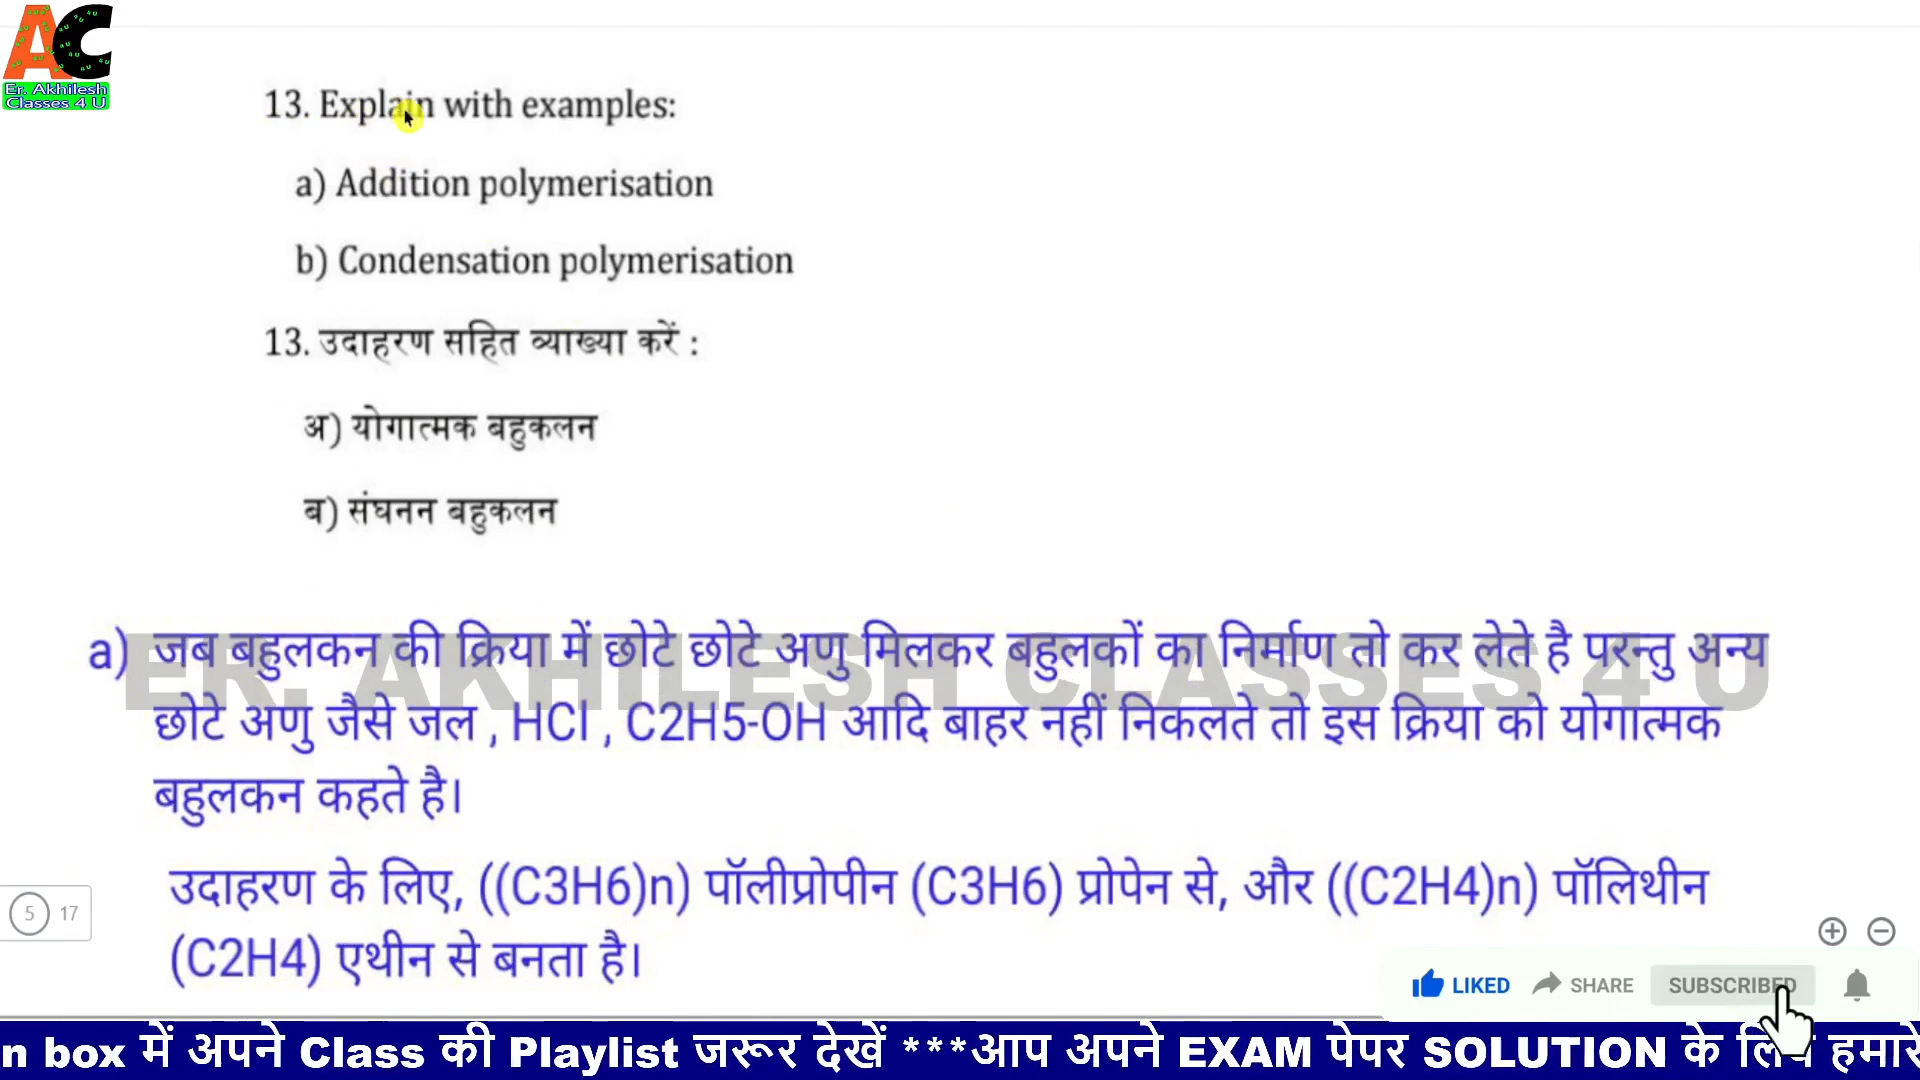 AC
Er. Akhilesh
Classes 4 U
13. Explain with examples:
a) Addition polymerisation
b) Condensation polymerisation
13. उदाहरण सहित व्याख्या करें :
अ) योगात्मक बहुकलन
ब) संघनन बहुकलन
ER. AKHILESH CLASSES 4 U
a) जब बहुलकन की क्रिया में छोटे छोटे अणु मिलकर बहुलकों का निर्माण तो कर लेते है परन्तु अन्य
छोटे अणु जैसे जल , HCl , C2H5-OH आदि बाहर नहीं निकलते तो इस क्रिया को योगात्मक
बहुलकन कहते है।
उदाहरण के लिए, ((C3H6)n) पॉलीप्रोपीन (C3H6) प्रोपेन से, और ((C2H4)n) पॉलिथीन
(C2H4) एथीन से बनता है।
5 17
LIKED SHARE SUBSCRIBED
n box में अपने Class की Playlist जरूर देखें ***आप अपने EXAM पेपर SOLUTION के लिए हमारे